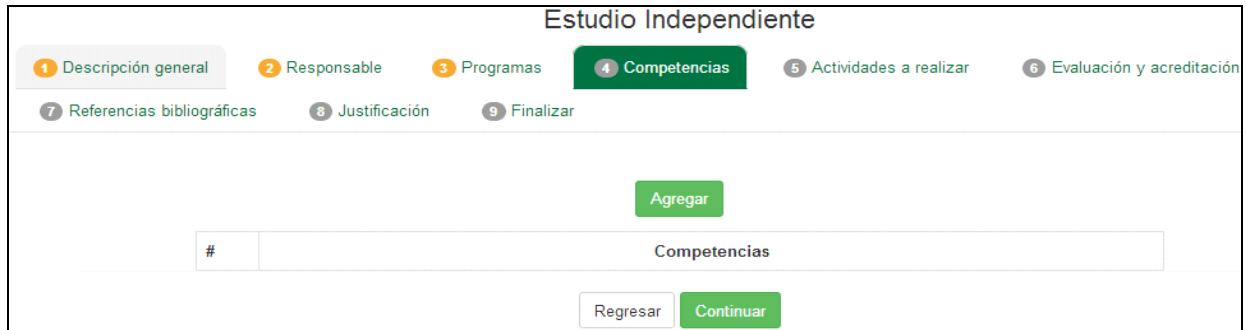 Estudio Independiente
1 Descripción general 2 Responsable 3 Programas 4 Competencias 5 Actividades a realizar 6 Evaluación y acreditación
7 Referencias bibliográficas 8 Justificación 9 Finalizar
Agregar
# Competencias
Regresar Continuar